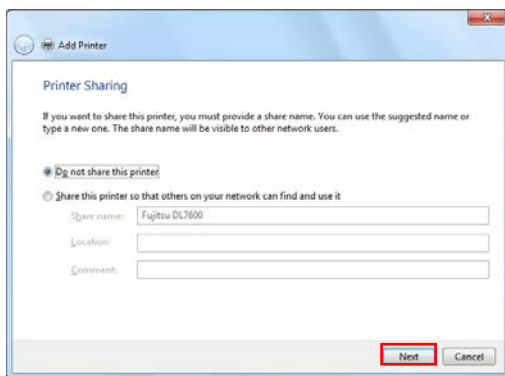 Add Printer
Printer Sharing
If you want to share this printer, you must provide a share name. You can use the suggested name or
type a new one. The share name will be visible to other network users.
Do not share this printer
Share this printer so that others on your network can find and use it
Share name: Fujitsu DL7600
Location:
Comment:
Next Cancel